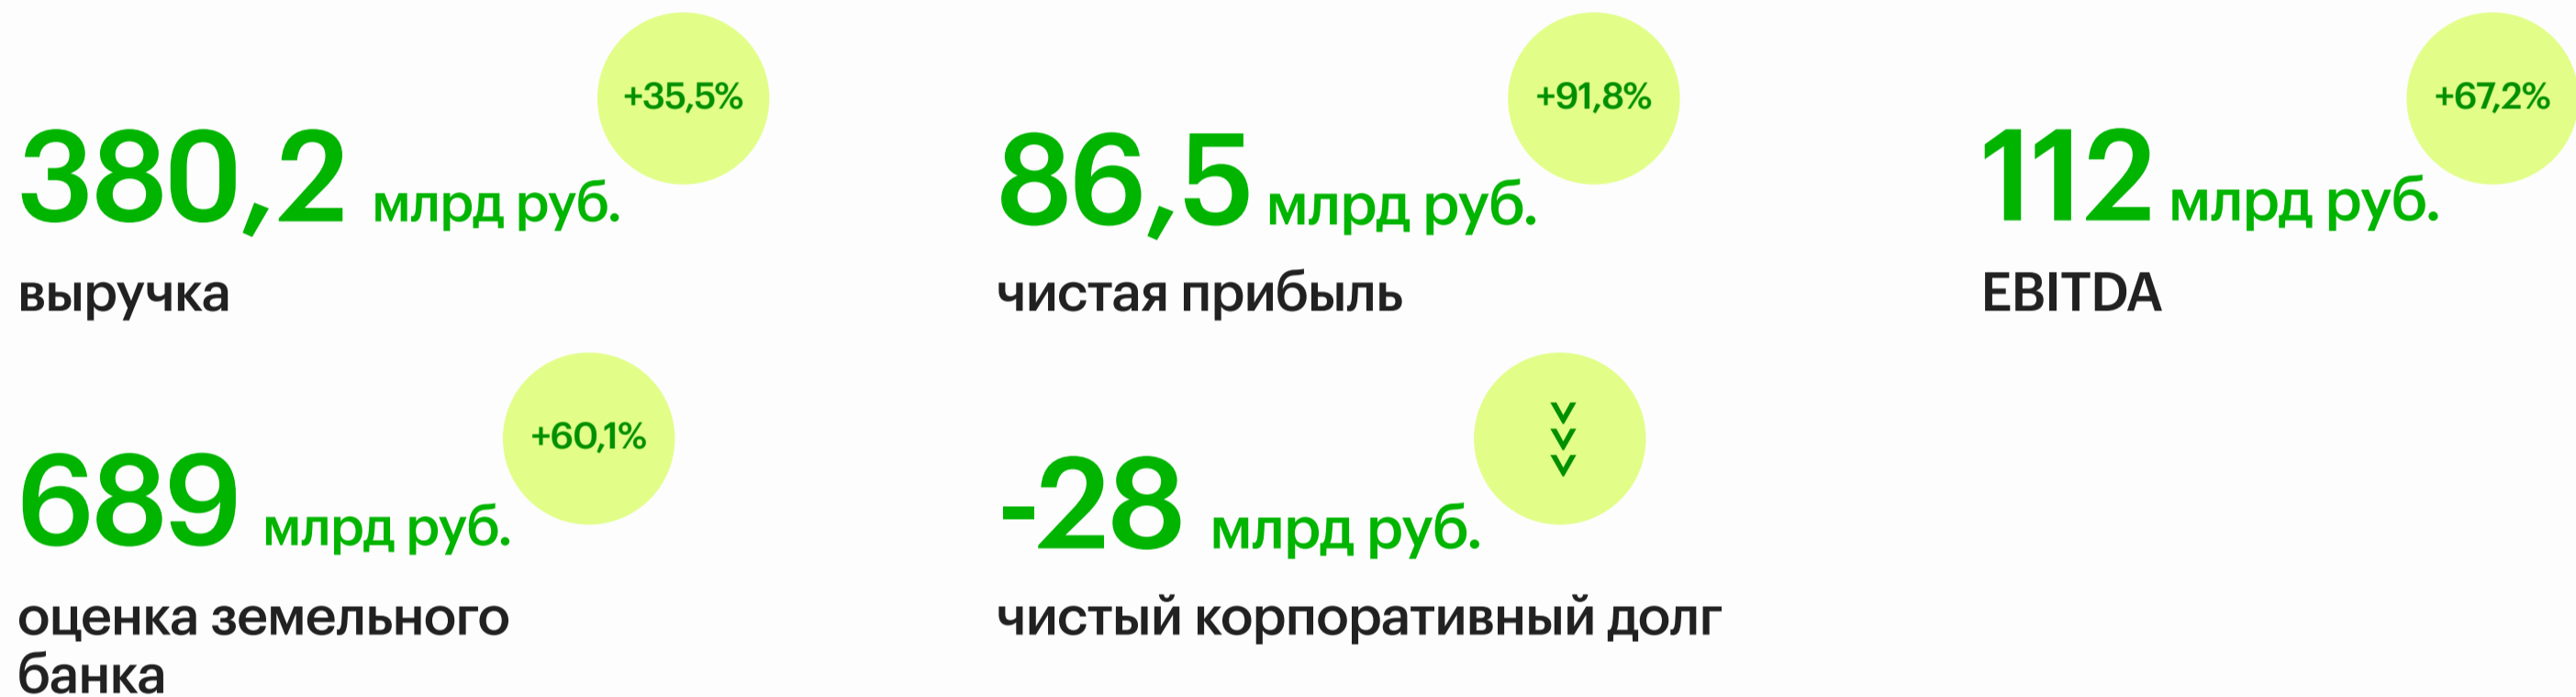 +35,5%
380,2 млрд руб.
выручка
+91,8%
86,5 млрд руб.
чистая прибыль
+67,2%
112 млрд руб.
EBITDA
+60,1%
689 млрд руб.
оценка земельного
банка
-28 млрд руб.
чистый корпоративный долг